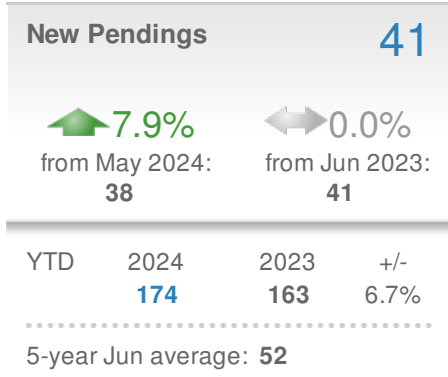 New Pendings 41
7.9% 0.0%
from May 2024: from Jun 2023:
38 41
YTD 2024 2023 +/-
174 163 6.7%
5-year Jun average: 52